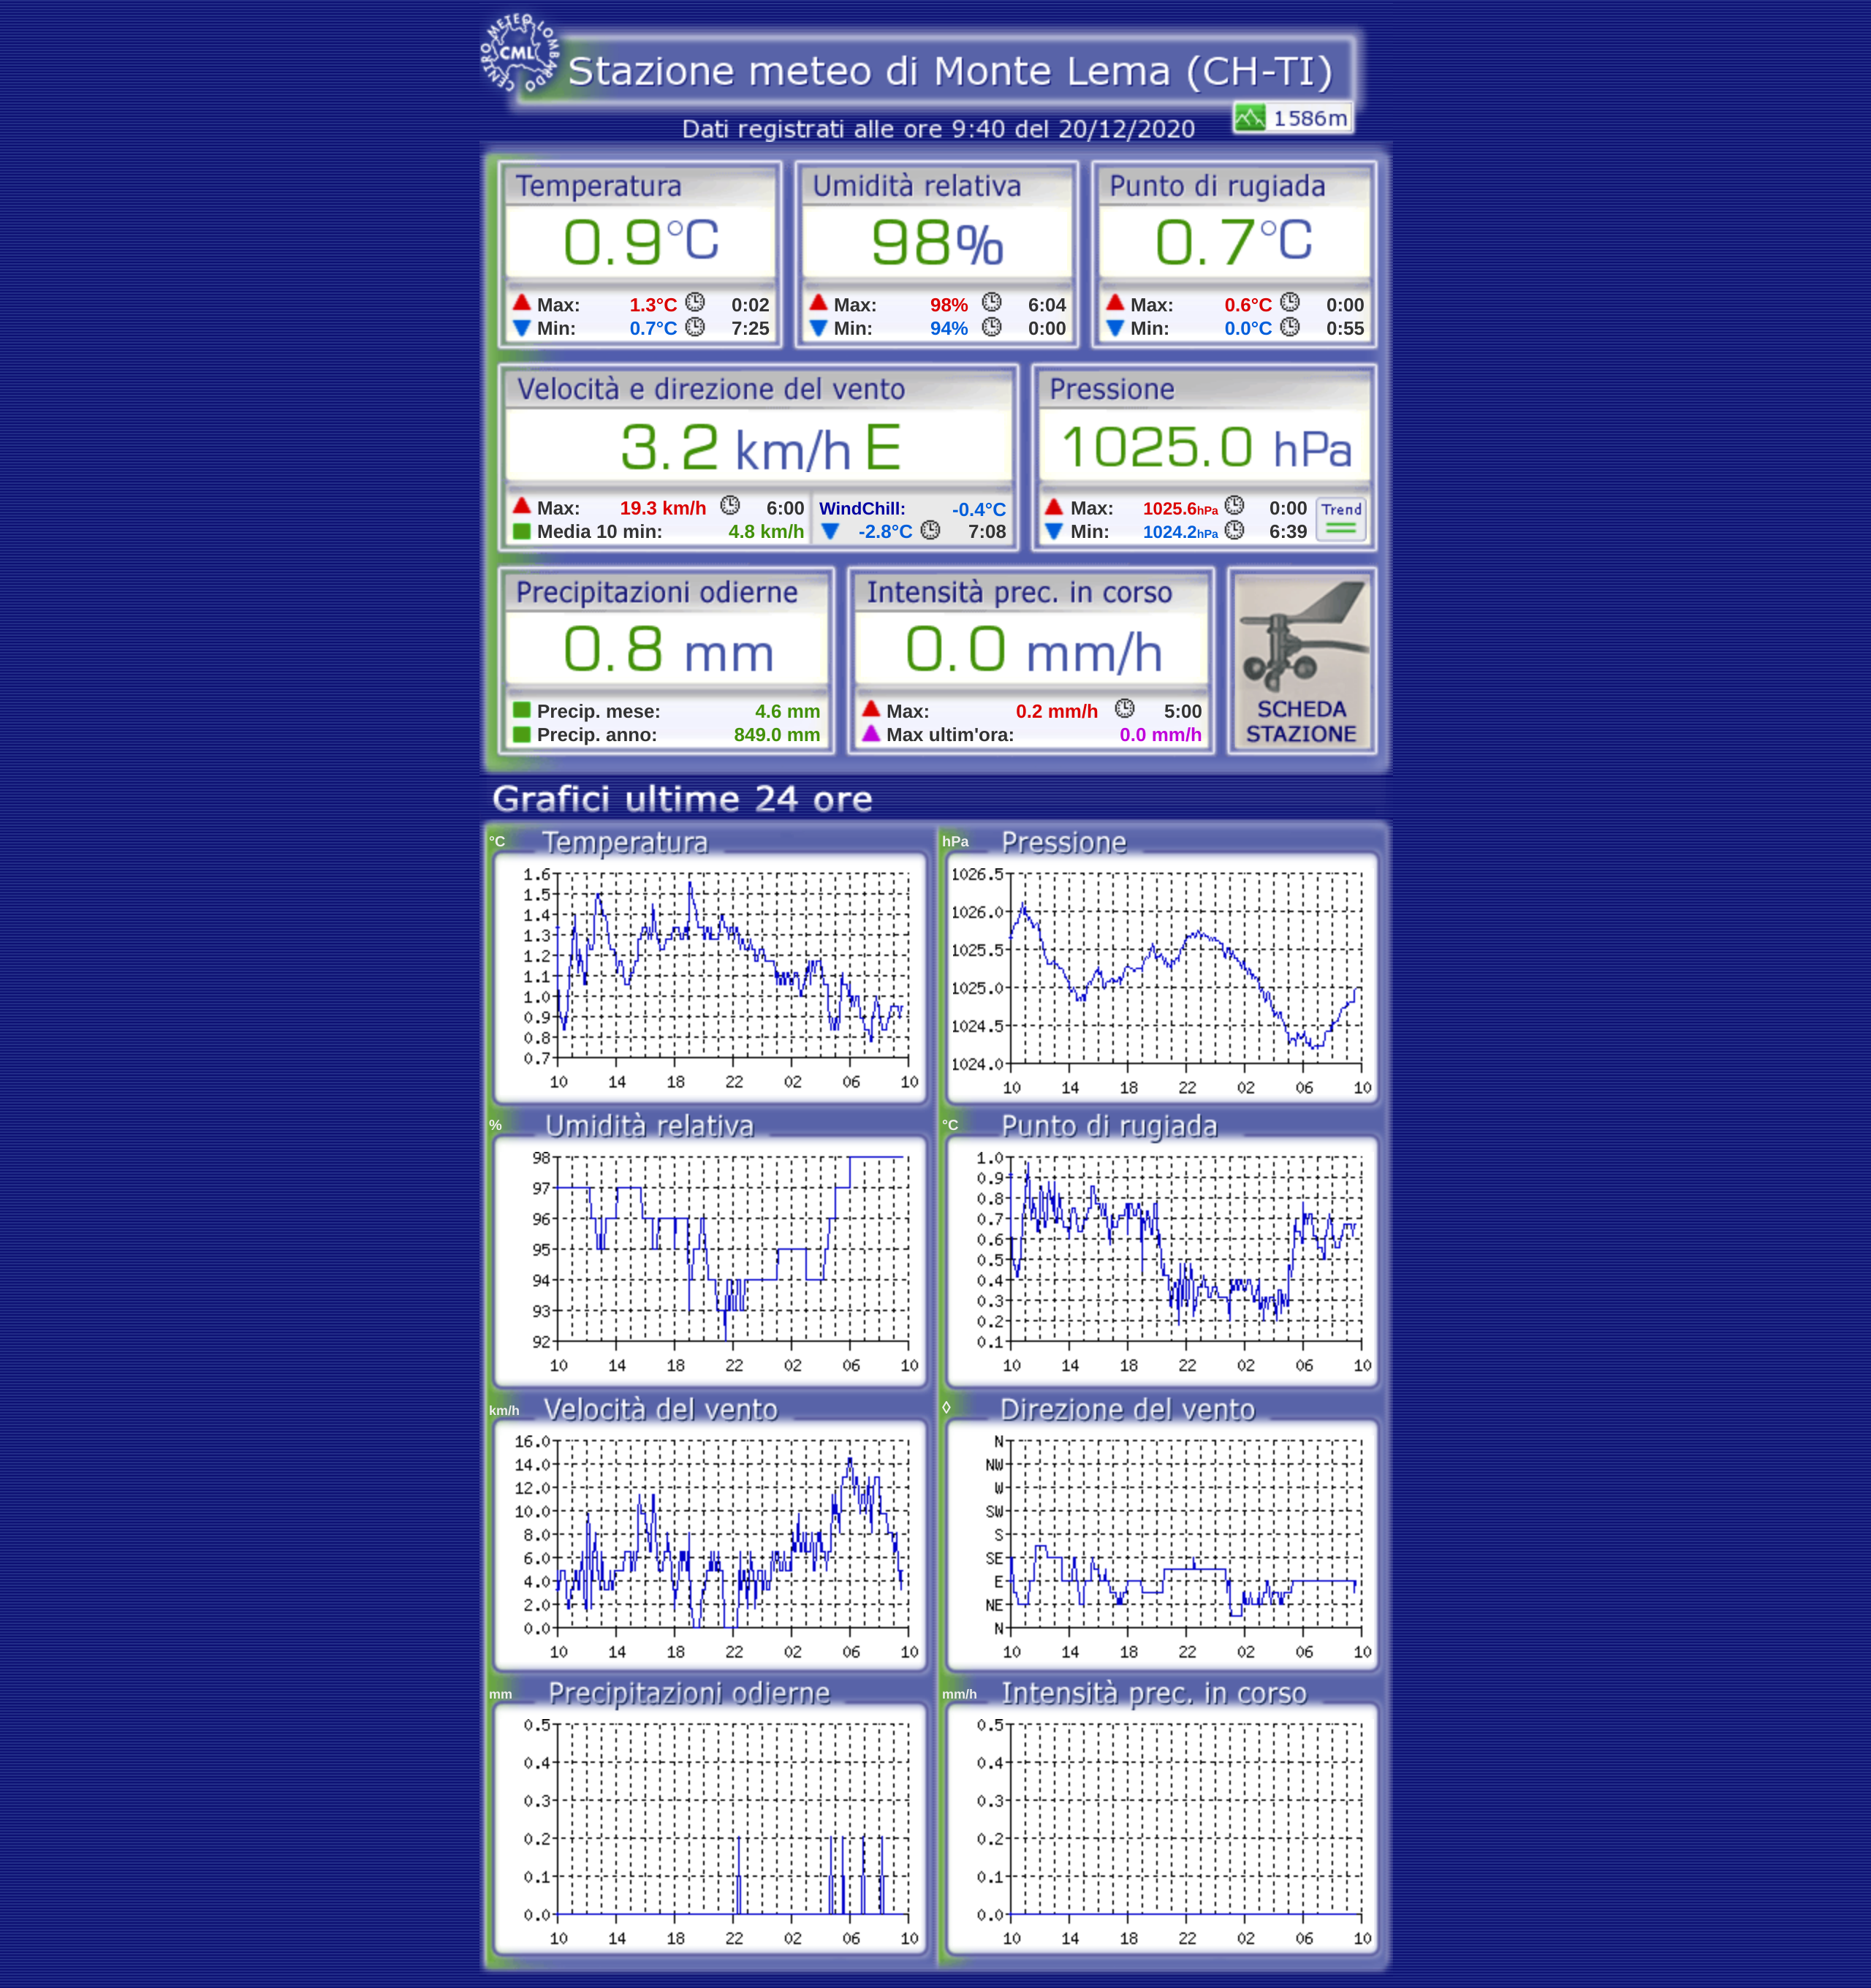 CENTRO METEO LOMBARDO
CML
Stazione meteo di Monte Lema (CH-TI)
1586m
Dati registrati alle ore 9:40 del 20/12/2020
Temperatura Umidità relativa Punto di rugiada
0.9°C 98% 0.7°C
Max: 1.3°C 0:02 Max: 98% 6:04 Max: 0.6°C 0:00
Min: 0.7°C 7:25 Min: 94% 0:00 Min: 0.0°C 0:55
Velocità e direzione del vento Pressione
3.2 km/h E 1025.0 hPa
Max: 19.3 km/h 6:00 WindChill: -0.4°C Max: 1025.6hPa 0:00 Trend
Media 10 min: 4.8 km/h -2.8°C 7:08 Min: 1024.2hPa 6:39
Precipitazioni odierne Intensità prec. in corso
0.8 mm 0.0 mm/h
Precip. mese: 4.6 mm Max: 0.2 mm/h 5:00 SCHEDA
Precip. anno: 849.0 mm Max ultim'ora: 0.0 mm/h STAZIONE
Grafici ultime 24 ore
°C Temperatura
1.6
1.5
1.4
1.3
1.2
1.1
1.0
0.9
0.8
0.7
10 14 18 22 02 06 10
hPa Pressione
1026.5
1026.0
1025.5
1025.0
1024.5
1024.0
10 14 18 22 02 06 10
% Umidità relativa
98
97
96
95
94
93
92
10 14 18 22 02 06 10
°C Punto di rugiada
1.0
0.9
0.8
0.7
0.6
0.5
0.4
0.3
0.2
0.1
10 14 18 22 02 06 10
km/h Velocità del vento
16.0
14.0
12.0
10.0
8.0
6.0
4.0
2.0
0.0
10 14 18 22 02 06 10
◊ Direzione del vento
N
NW
W
SW
S
SE
E
NE
N
10 14 18 22 02 06 10
mm Precipitazioni odierne
0.5
0.4
0.3
0.2
0.1
0.0
10 14 18 22 02 06 10
mm/h Intensità prec. in corso
0.5
0.4
0.3
0.2
0.1
0.0
10 14 18 22 02 06 10